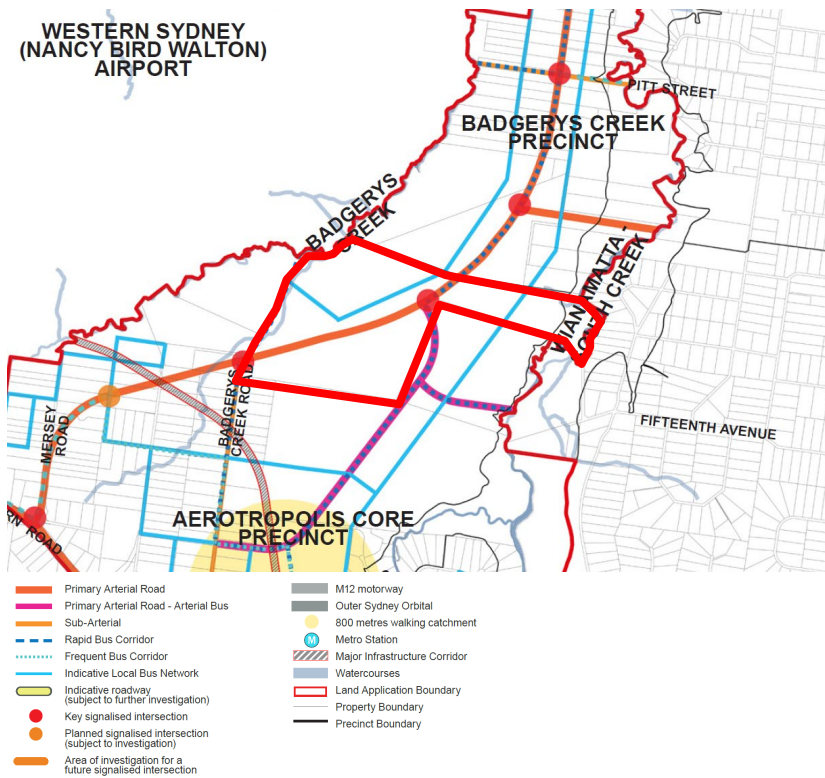 WESTERN SYDNEY
(NANCY BIRD WALTON)
AIRPORT
PITT STREET
BADGERYS CREEK
PRECINCT
BADGERYS
CREEK
WIANAMATTA -
SOUTH CREEK
MERSEY
ROAD
BADGERYS
CREEK ROAD
FIFTEENTH AVENUE
AEROTROPOLIS CORE
PRECINCT
RN ROAD
Primary Arterial Road
Primary Arterial Road - Arterial Bus
Sub-Arterial
Rapid Bus Corridor
Frequent Bus Corridor
Indicative Local Bus Network
Indicative roadway
(subject to further investigation)
Key signalised intersection
Planned signalised intersection
(subject to investigation)
Area of investigation for a
future signalised intersection
M12 motorway
Outer Sydney Orbital
800 metres walking catchment
M Metro Station
Major Infrastructure Corridor
Watercourses
Land Application Boundary
Property Boundary
Precinct Boundary